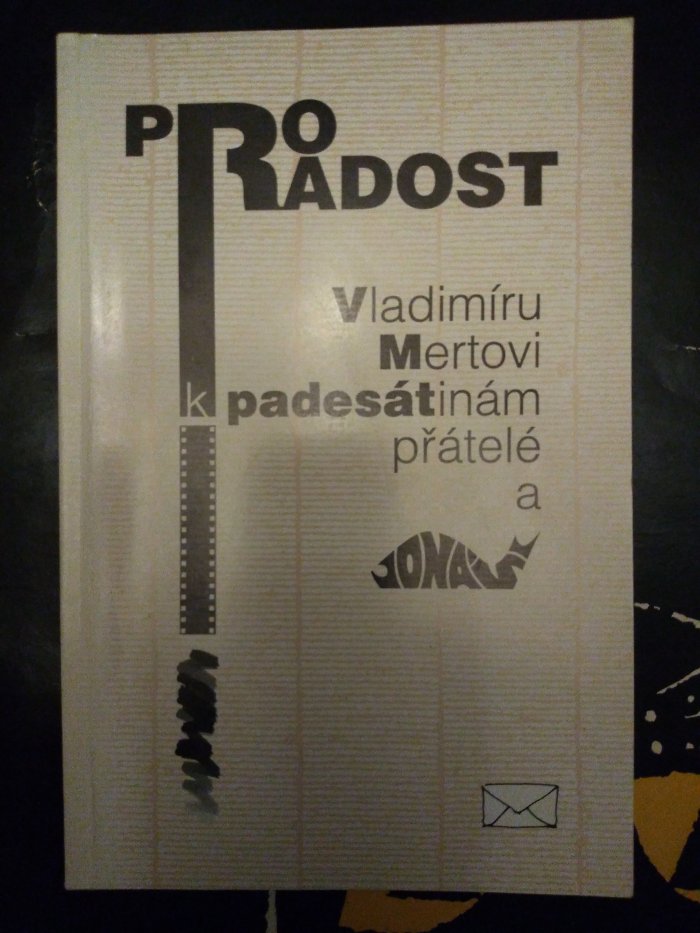 PRO
RADOST
Vladimíru
Mertovi
k padesátinám
přátelé
a
JONÁŠ